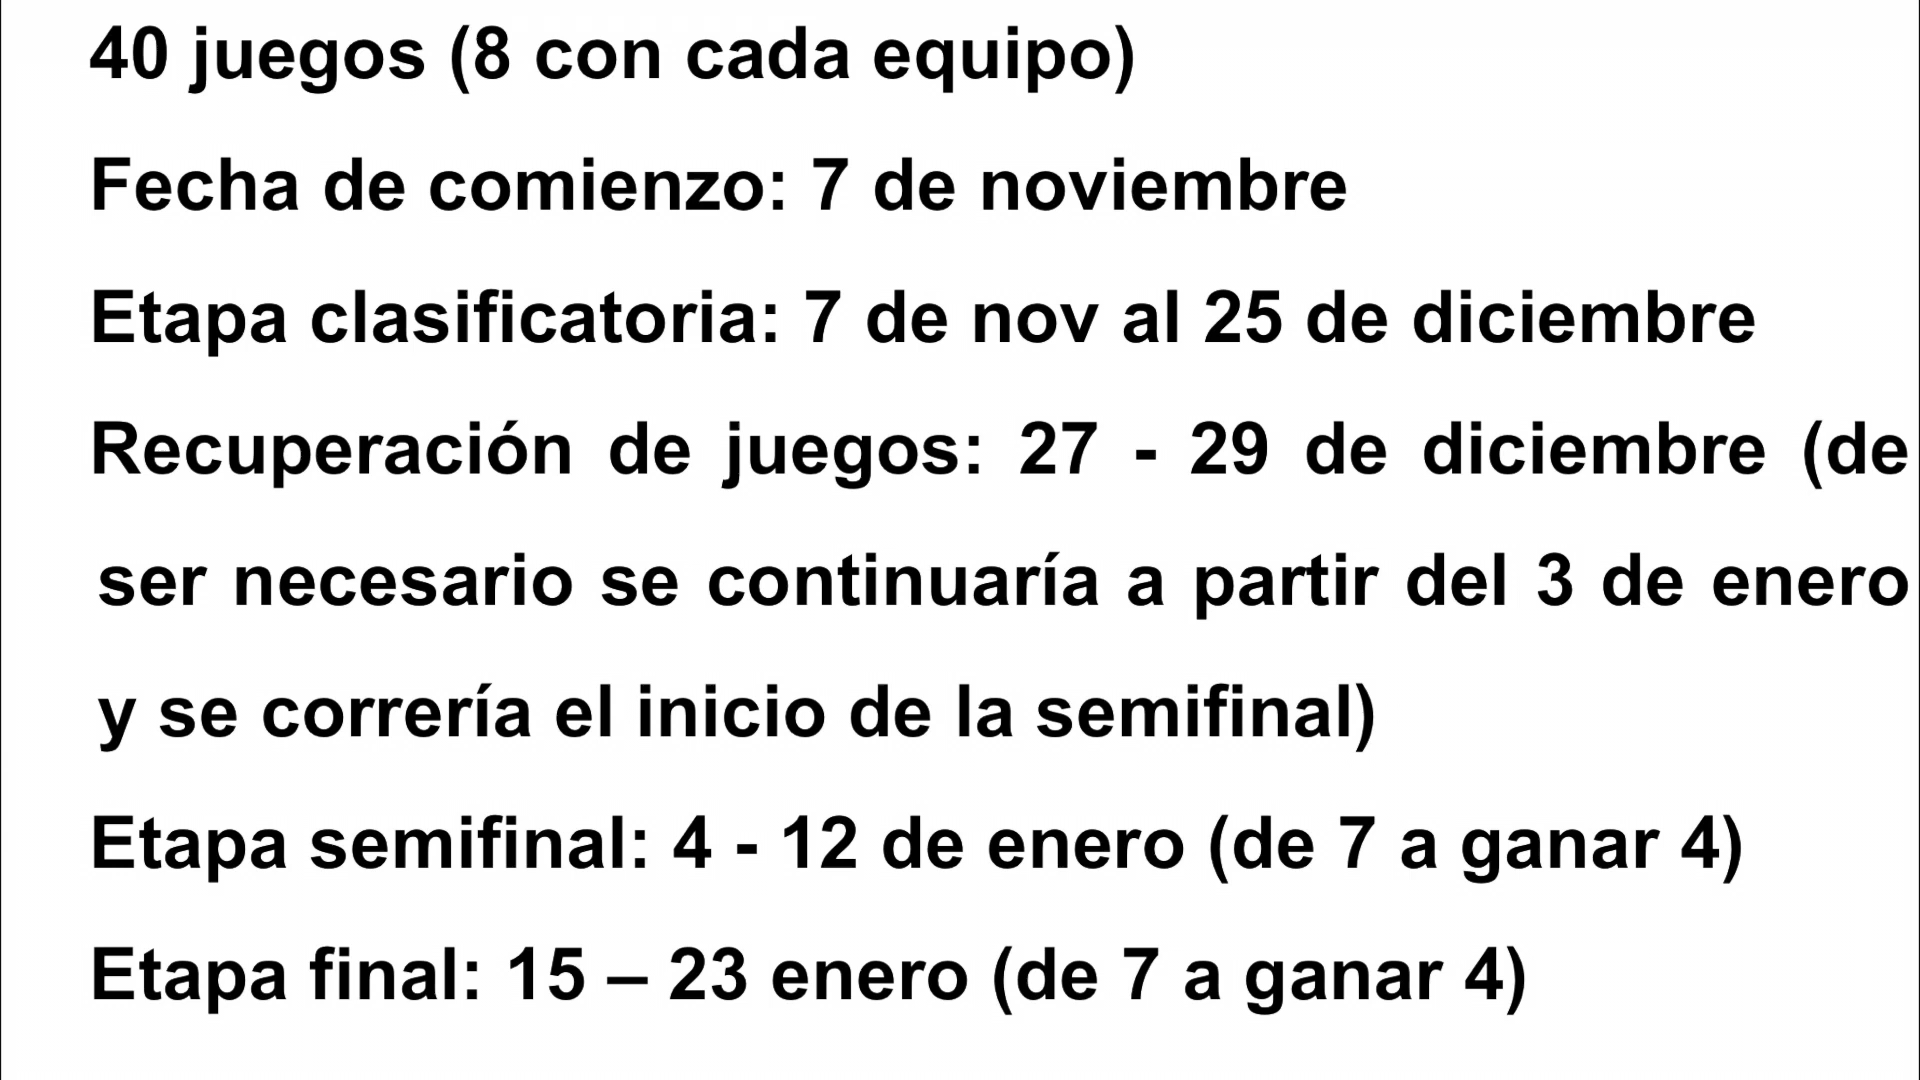 40 juegos (8 con cada equipo)
Fecha de comienzo: 7 de noviembre
Etapa clasificatoria: 7 de nov al 25 de diciembre
Recuperación de juegos: 27 - 29 de diciembre (de
ser necesario se continuaría a partir del 3 de enero
y se correría el inicio de la semifinal)
Etapa semifinal: 4 - 12 de enero (de 7 a ganar 4)
Etapa final: 15 – 23 enero (de 7 a ganar 4)